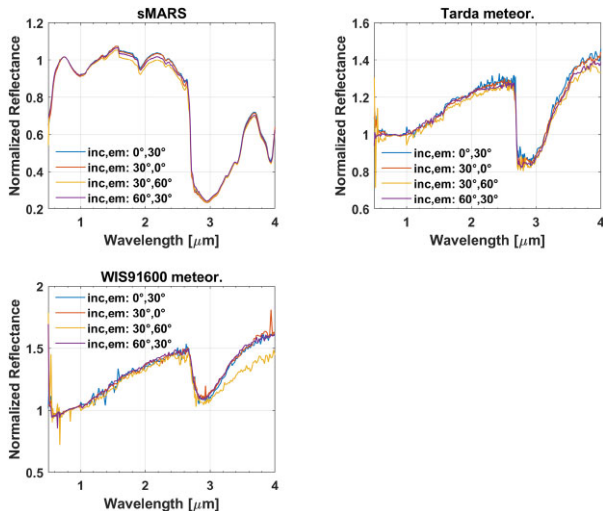 sMARS
Normalized Reflectance
1.2
1
0.8
0.6
0.4
0.2
inc,em: 0°,30°
inc,em: 30°,0°
inc,em: 30°,60°
inc,em: 60°,30°
1 2 3 4
Wavelength [μm]
Tarda meteor.
Normalized Reflectance
1.6
1.4
1.2
1
0.8
0.6
inc,em: 0°,30°
inc,em: 30°,0°
inc,em: 30°,60°
inc,em: 60°,30°
1 2 3 4
Wavelength [μm]
WIS91600 meteor.
Normalized Reflectance
2
1.5
1
0.5
inc,em: 0°,30°
inc,em: 30°,0°
inc,em: 30°,60°
inc,em: 60°,30°
1 2 3 4
Wavelength [μm]